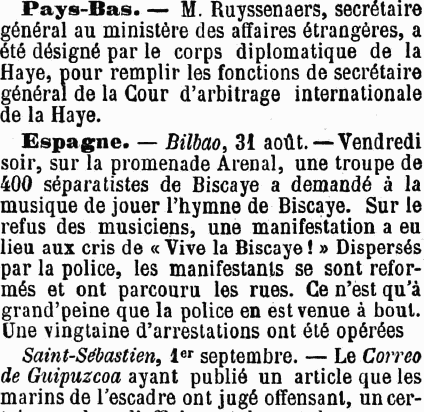 Pays-Bas. — M. Ruyssenaers, secrétaire
général au ministère des affaires étrangères, a
été désigné par le corps diplomatique de la
Haye, pour remplir les fonctions de secrétaire
général de la Cour d'arbitrage internationale
de la Haye.
Espagne. — Bilbao, 31 août. — Vendredi
soir, sur la promenade Arenal, une troupe de
400 séparatistes de Biscaye a demandé à la
musique de jouer l'hymne de Biscaye. Sur le
refus des musiciens, une manifestation a eu
lieu aux cris de « Vive la Biscaye ! » Dispersés
par la police, les manifestants se sont refor-
més et ont parcouru les rues. Ce n'est qu'à
grand'peine que la police en est venue à bout.
Une vingtaine d'arrestations ont été opérées
Saint-Sébastien, 1er septembre. — Le Correo
de Guipuzcoa ayant publié un article que les
marins de l'escadre ont jugé offensant, un cer-